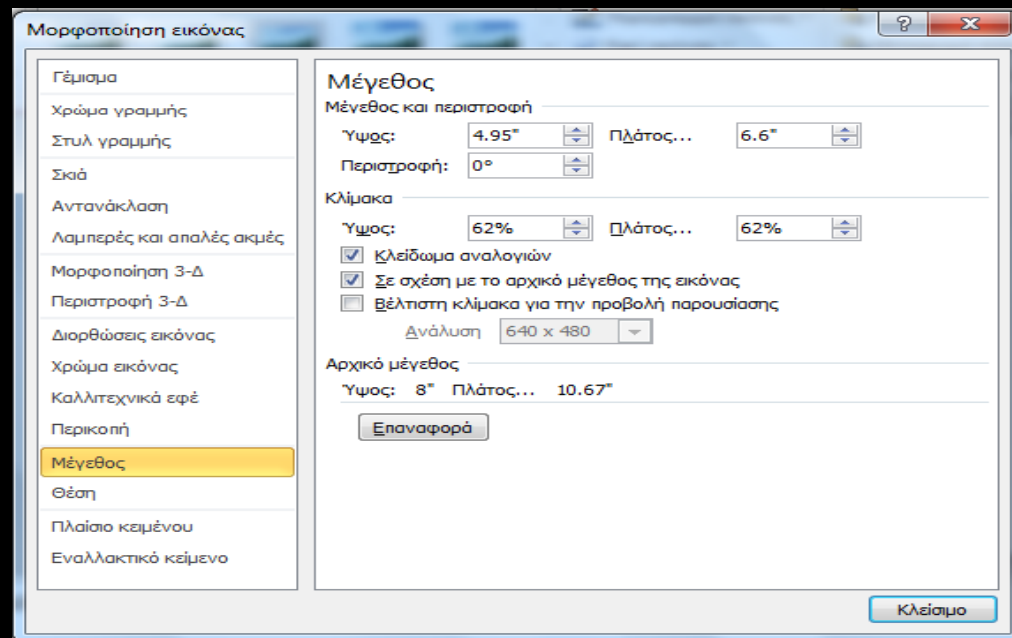 Μορφοποίηση εικόνας
?
Γέμισμα
Χρώμα γραμμής
Στυλ γραμμής
Σκιά
Αντανάκλαση
Λαμπερές και απαλές ακμές
Μορφοποίηση 3-Δ
Περιστροφή 3-Δ
Διορθώσεις εικόνας
Χρώμα εικόνας
Καλλιτεχνικά εφέ
Περικοπή
Μέγεθος
Θέση
Πλαίσιο κειμένου
Εναλλακτικό κείμενο
Μέγεθος
Μέγεθος και περιστροφή
Ύψος: 4.95" Πλάτος... 6.6"
Περιστροφή: 0°
Κλίμακα
Ύψος: 62% Πλάτος... 62%
Κλείδωμα αναλογιών
Σε σχέση με το αρχικό μέγεθος της εικόνας
Βέλτιστη κλίμακα για την προβολή παρουσίασης
Ανάλυση 640 x 480
Αρχικό μέγεθος
Ύψος: 8" Πλάτος... 10.67"
Επαναφορά
Κλείσιμο